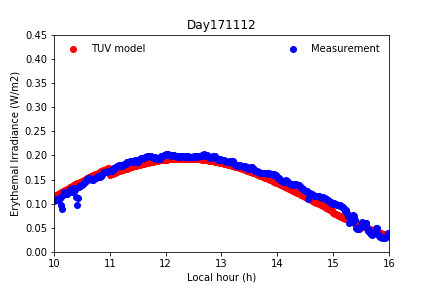 Day171112
TUV model
Measurement
Erythemal Irradiance (W/m2)
0.45
0.40
0.35
0.30
0.25
0.20
0.15
0.10
0.05
0.00
10 11 12 13 14 15 16
Local hour (h)